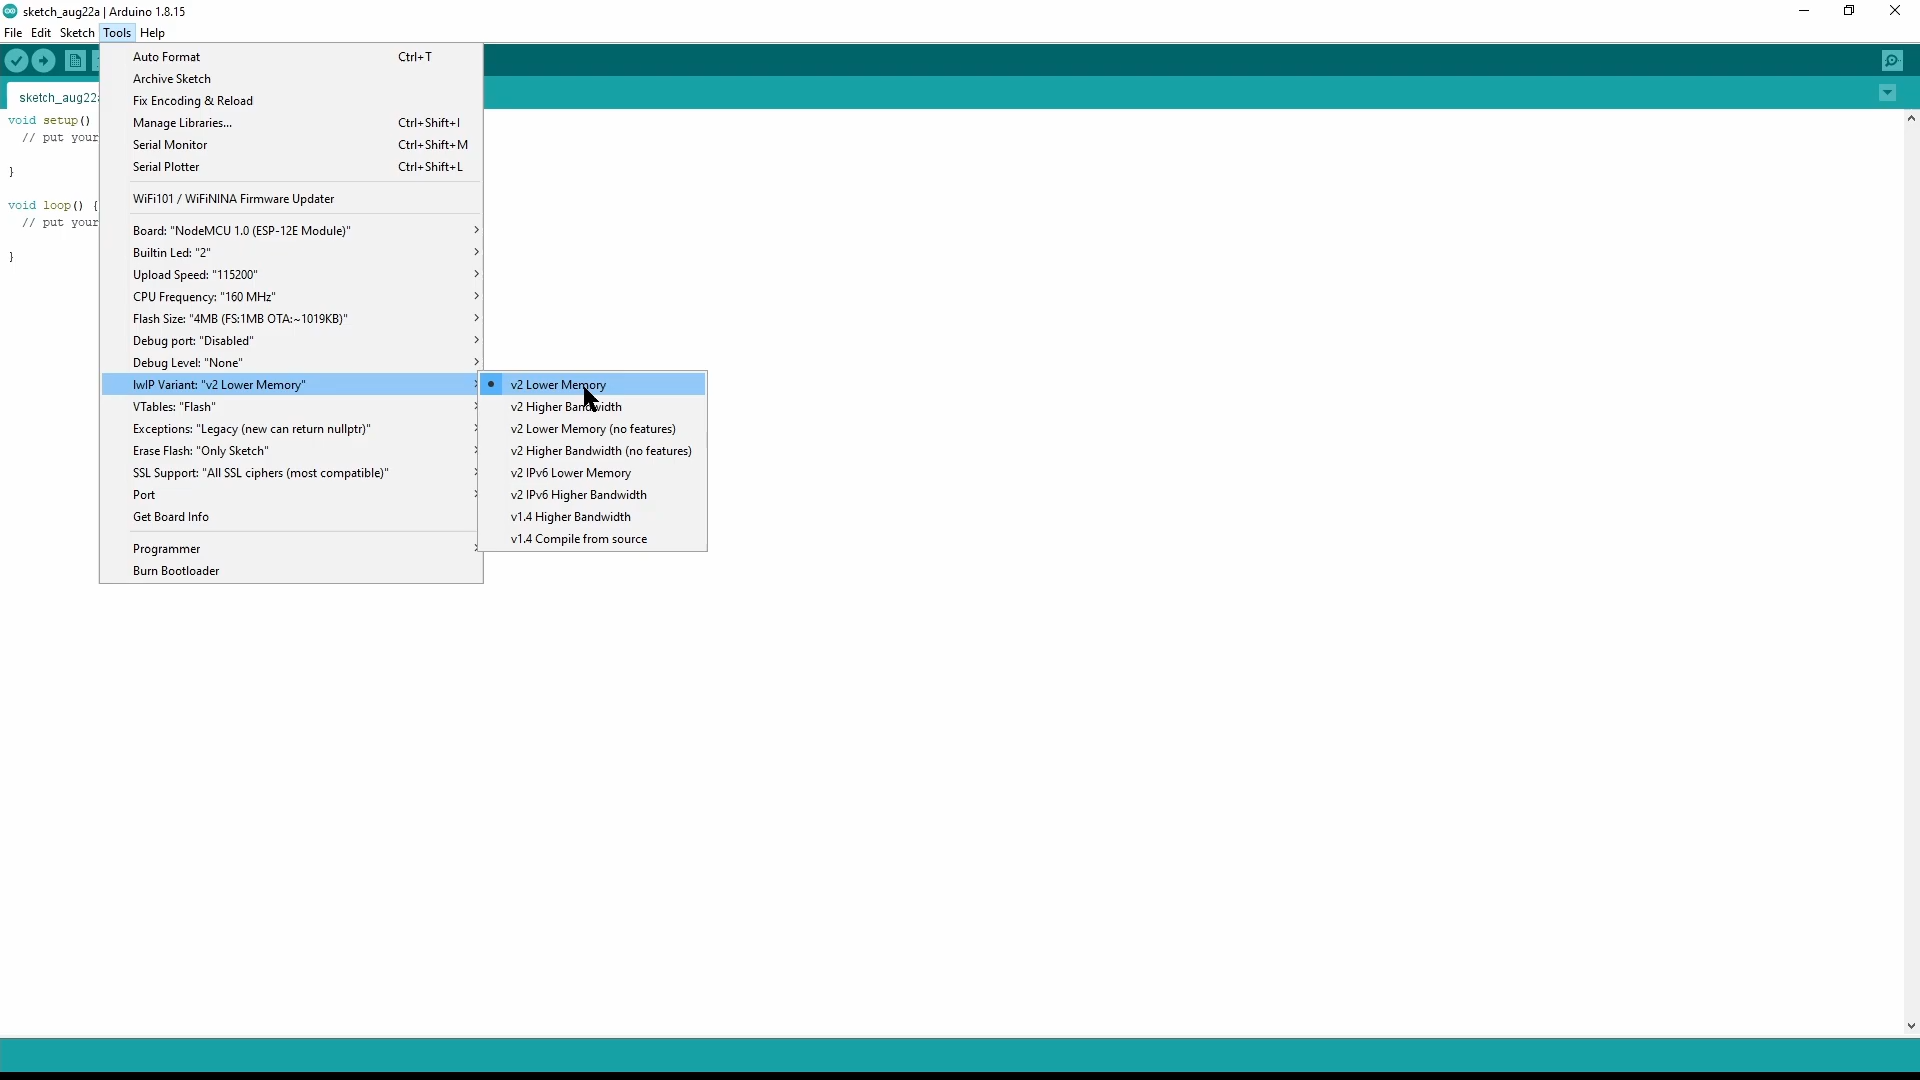 sketch_aug22a | Arduino 1.8.15
File Edit Sketch Tools Help
Auto Format Ctrl+T
Archive Sketch
Fix Encoding & Reload
Manage Libraries... Ctrl+Shift+I
Serial Monitor Ctrl+Shift+M
Serial Plotter Ctrl+Shift+L
WiFi101 / WiFiNINA Firmware Updater
Board: "NodeMCU 1.0 (ESP-12E Module)"
Builtin Led: "2"
Upload Speed: "115200"
CPU Frequency: "160 MHz"
Flash Size: "4MB (FS:1MB OTA:~1019KB)"
Debug port: "Disabled"
Debug Level: "None"
lwIP Variant: "v2 Lower Memory"
VTables: "Flash"
Exceptions: "Legacy (new can return nullptr)"
Erase Flash: "Only Sketch"
SSL Support: "All SSL ciphers (most compatible)"
Port
Get Board Info
Programmer
Burn Bootloader
v2 Lower Memory
v2 Higher Bandwidth
v2 Lower Memory (no features)
v2 Higher Bandwidth (no features)
v2 IPv6 Lower Memory
v2 IPv6 Higher Bandwidth
v1.4 Higher Bandwidth
v1.4 Compile from source
sketch_aug22a
void setup()
// put your
}
void loop() {
// put your
}